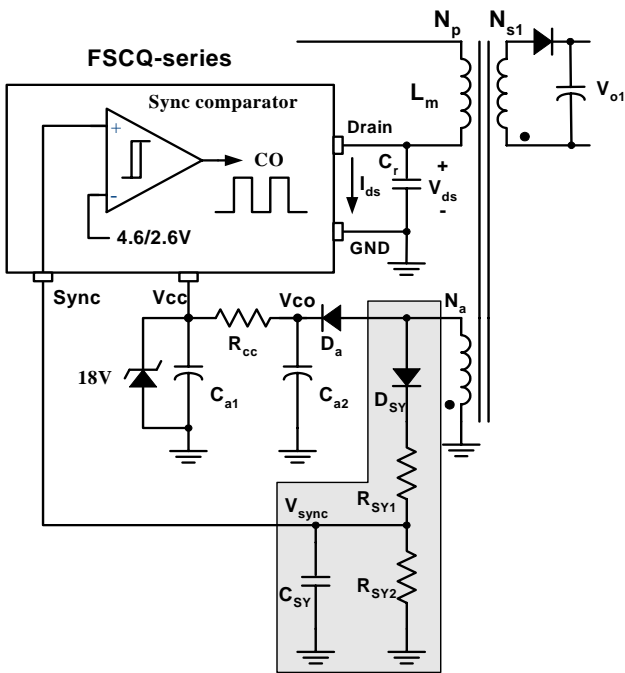 FSCQ-series
Np
Ns1
Sync comparator
Lm
Vo1
+
Drain
CO
Cr
+
Ids
Vds
-
-
4.6/2.6V
GND
Sync
Vcc
Vco
Na
Rcc
Da
18V
Ca1
Ca2
DSY
Vsync
RSY1
CSY
RSY2